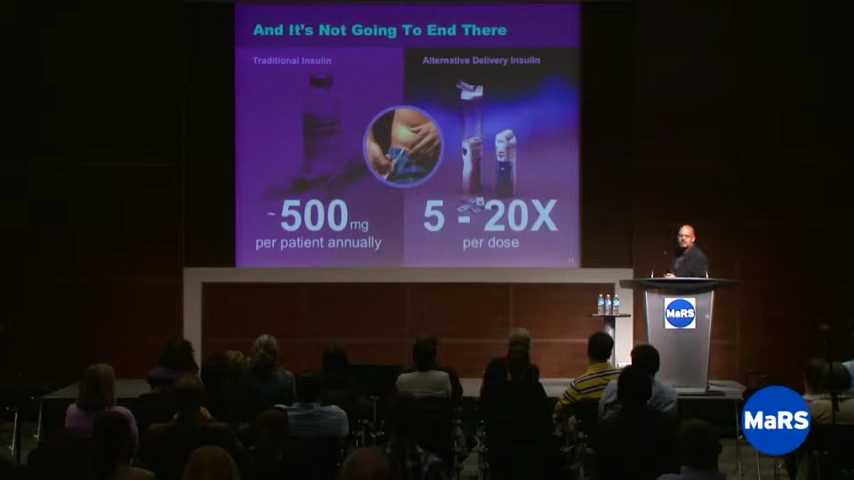 And It's Not Going To End There
Traditional Insulin
Alternative Delivery Insulin
~500mg
per patient annually
5 - 20X
per dose
MaRS
MaRS